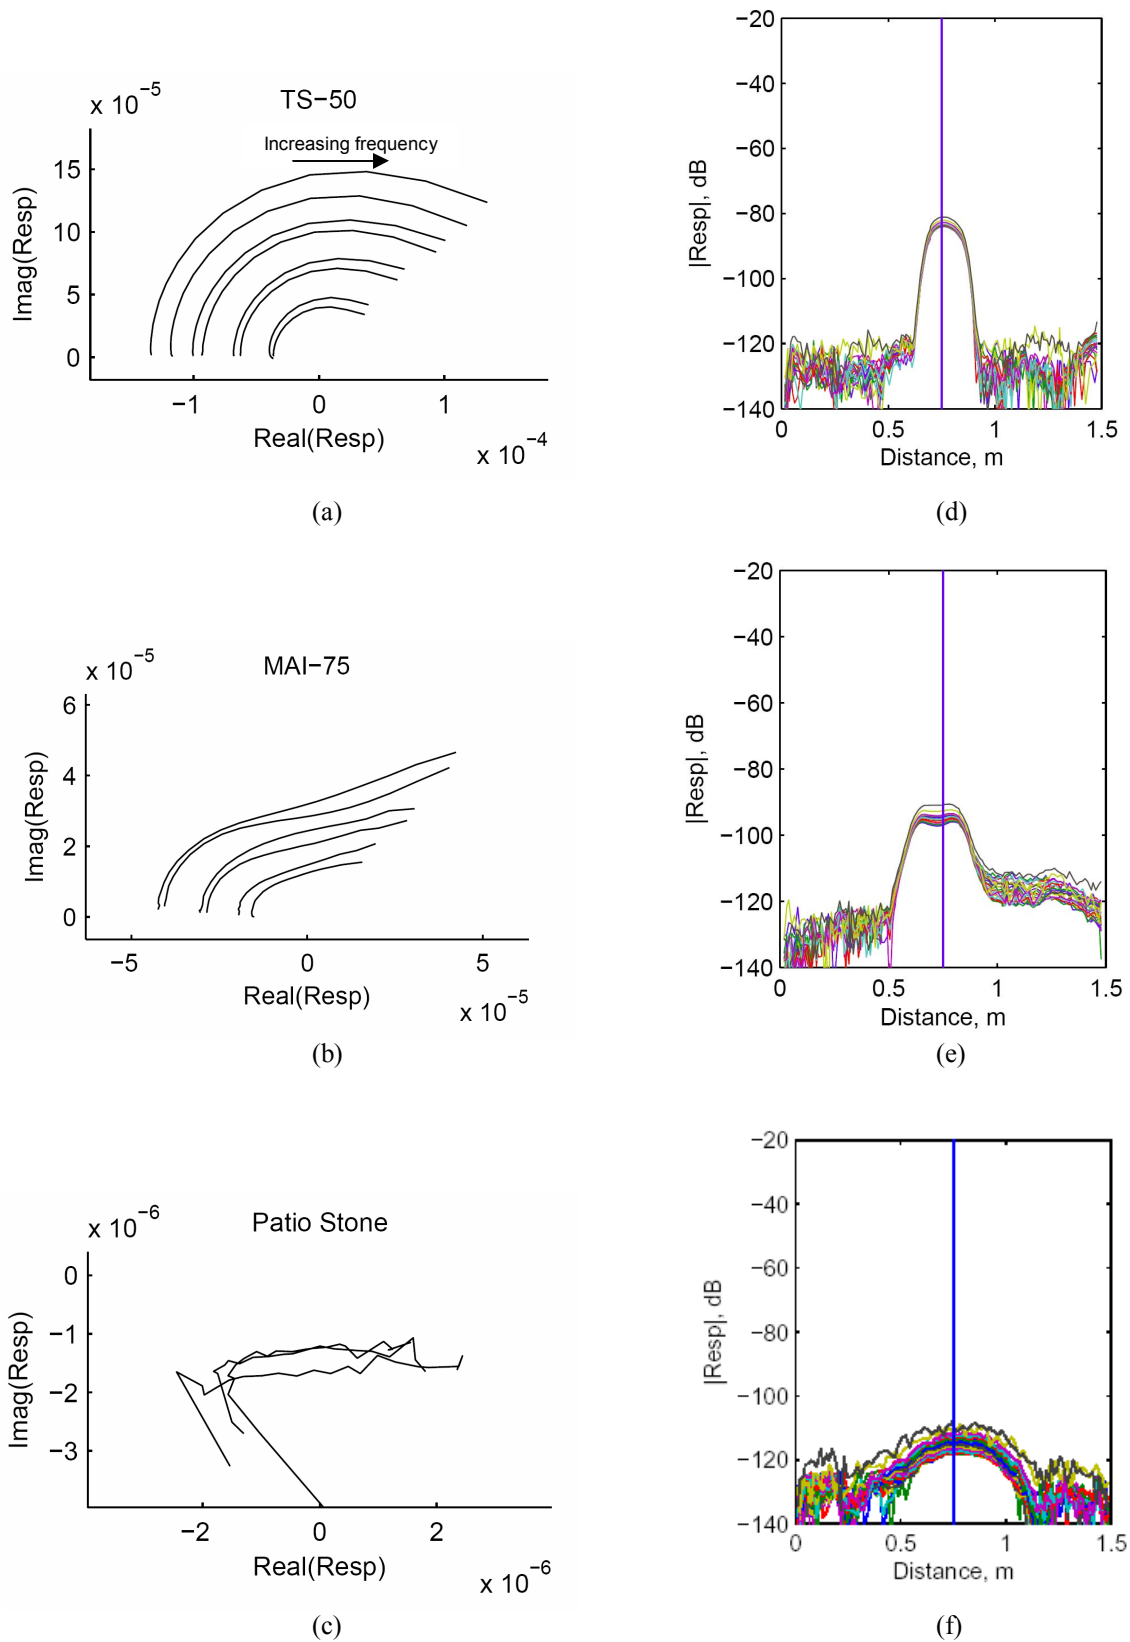 x 10−5
TS−50
Increasing frequency
15
10
5
0
Imag(Resp)
−1
0
1
Real(Resp)
x 10−4
(a)
−20
−40
−60
−80
−100
−120
−140
|Resp|, dB
0
0.5
1
1.5
Distance, m
(d)
x 10−5
MAI−75
6
4
2
0
Imag(Resp)
−5
0
5
Real(Resp)
x 10−5
(b)
−20
−40
−60
−80
−100
−120
−140
|Resp|, dB
0
0.5
1
1.5
Distance, m
(e)
x 10−6
Patio Stone
0
−1
−2
−3
Imag(Resp)
−2
0
2
Real(Resp)
x 10−6
(c)
−20
−40
−60
−80
−100
−120
−140
|Resp|, dB
0
0.5
1
1.5
Distance, m
(f)